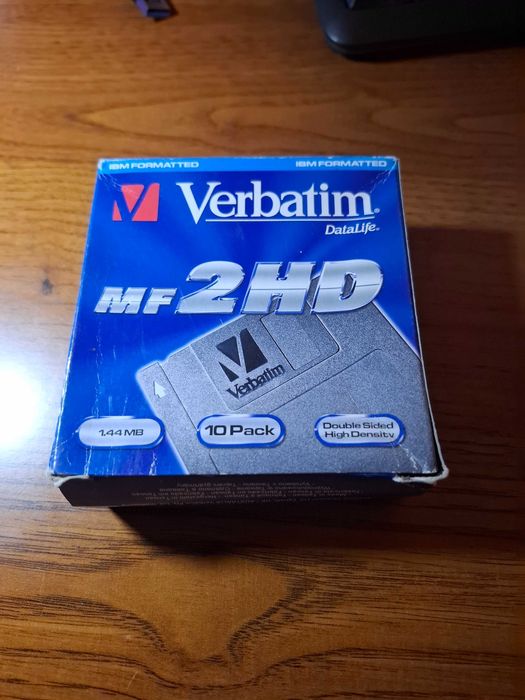 IBM FORMATTED IBM FORMATTED
Verbatim®
DataLife®
MF 2HD
Verbatim
1.44 MB
10 Pack
Double Sided
High Density